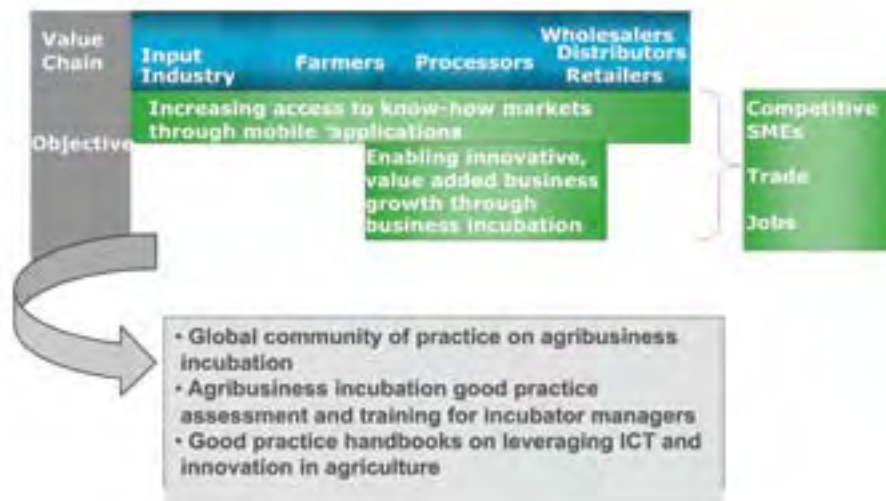 Value
Chain
Input
Industry
Farmers
Processors
Wholesalers
Distributors
Retailers
Objective
Increasing access to know-how markets
through mobile applications
Enabling innovative,
value added business
growth through
business incubation
Competitive
SMEs
Trade
Jobs
• Global community of practice on agribusiness
incubation
• Agribusiness incubation good practice
assessment and training for incubator managers
• Good practice handbooks on leveraging ICT and
innovation in agriculture